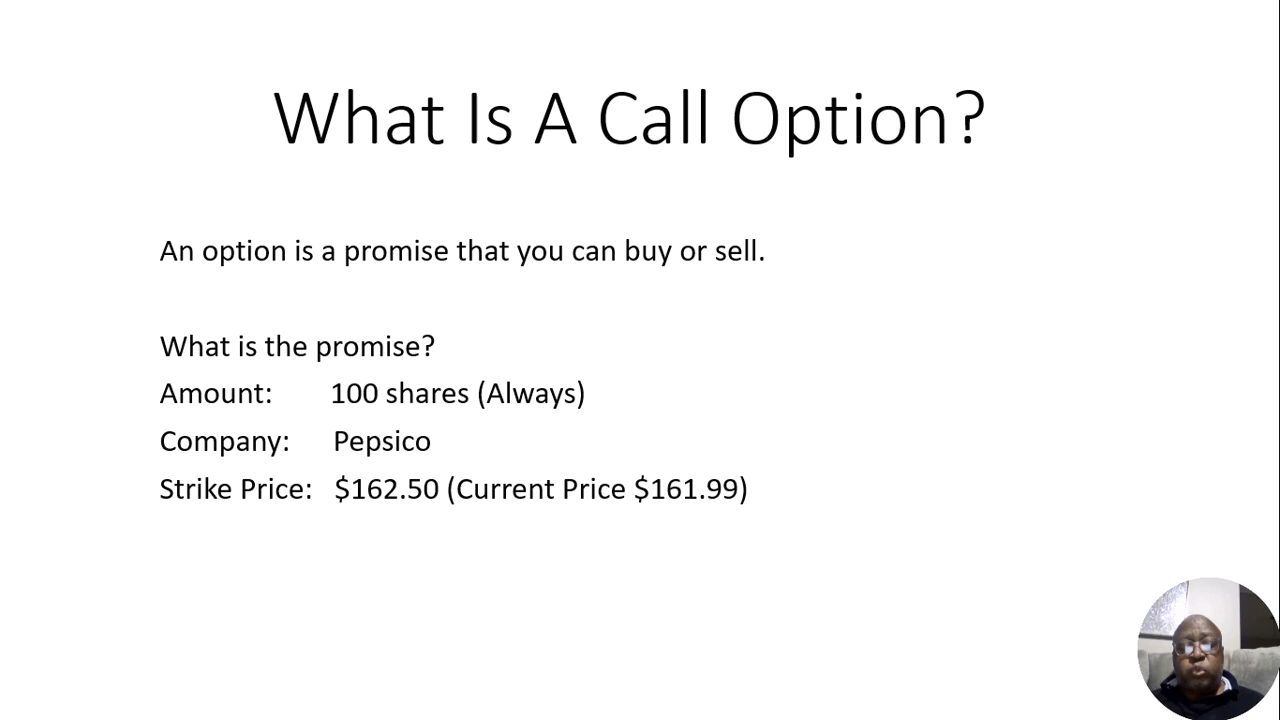 What Is A Call Option?
An option is a promise that you can buy or sell.
What is the promise?
Amount: 100 shares (Always)
Company: Pepsico
Strike Price: $162.50 (Current Price $161.99)